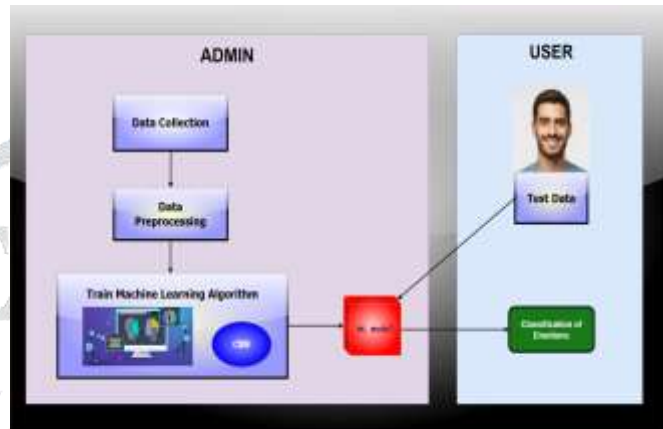 ADMIN
USER
Data Collection
Data
Preprocessing
Test Data
Train Machine Learning Algorithm
CNN
Classification of
Emotions